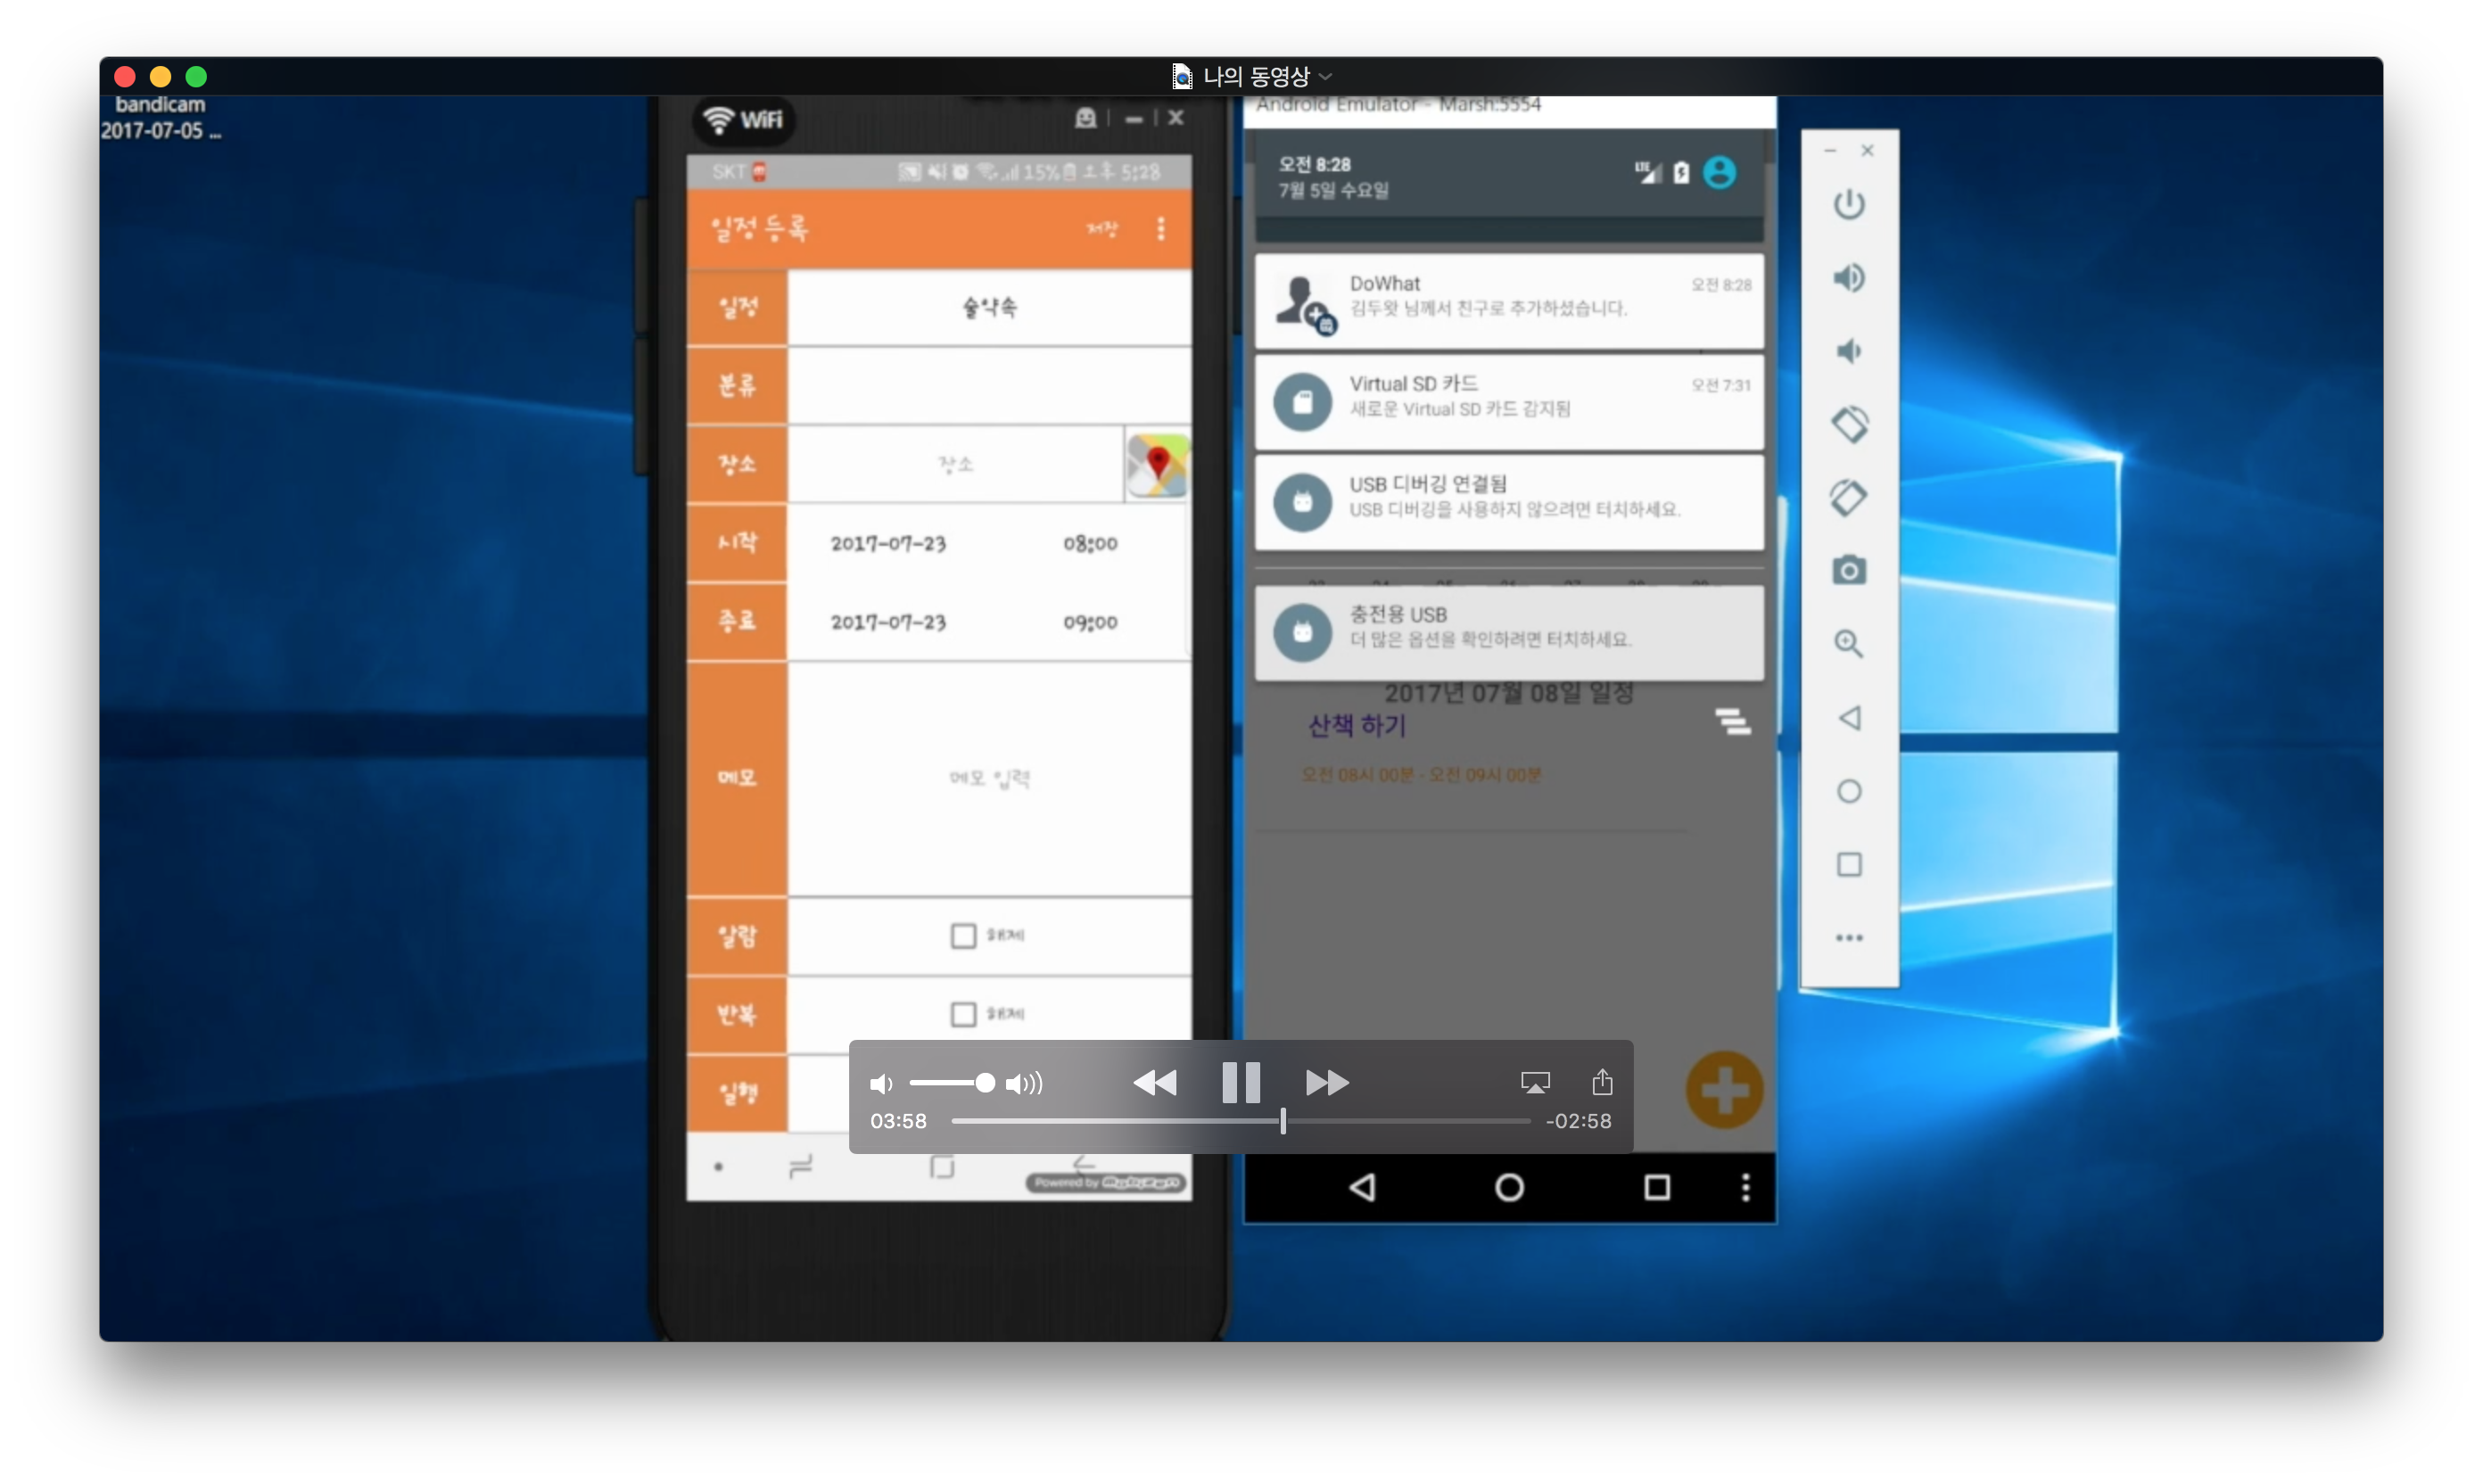 나의 동영상
bandicam
2017-07-05 ...
WiFi
SKT 15% 오후 5:28
일정 등록 저장
일정 술약속
분류
장소 장소
시작 2017-07-23 08:00
종료 2017-07-23 09:00
메모 메모 입력
알람 해제
반복 해제
일행
Powered by
Android Emulator - Marsh:5554
오전 8:28
LTE
7월 5일 수요일
DoWhat 오전 8:28
김두왓 님께서 친구로 추가하셨습니다.
Virtual SD 카드 오전 7:31
새로운 Virtual SD 카드 감지됨
USB 디버깅 연결됨
USB 디버깅을 사용하지 않으려면 터치하세요.
충전용 USB
더 많은 옵션을 확인하려면 터치하세요.
2017년 07월 08일 일정
산책 하기
오전 08시 00분 - 오전 09시 00분
03:58 -02:58